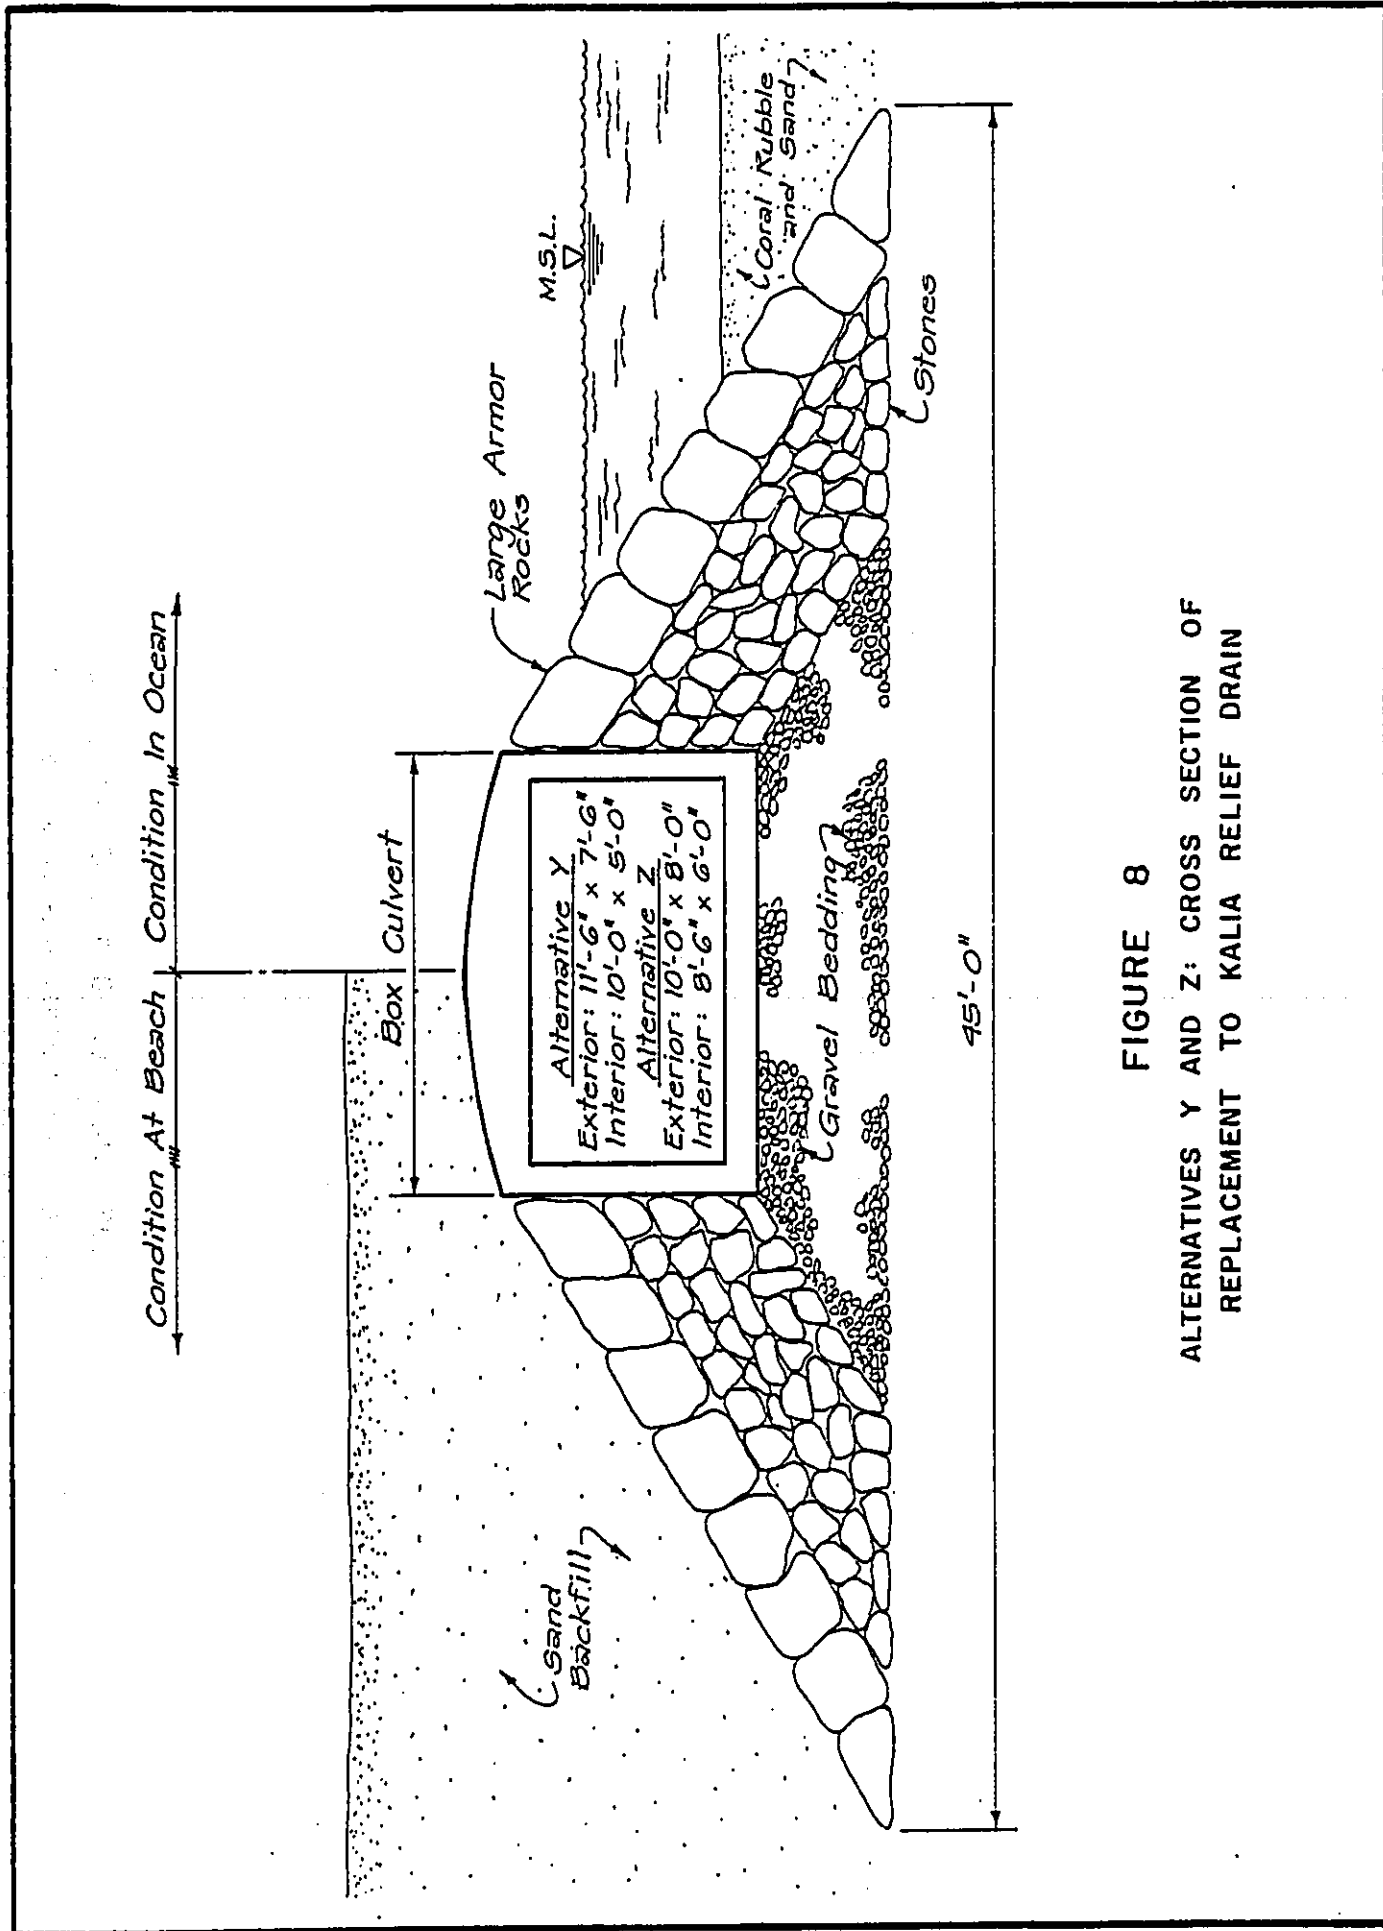 Condition At Beach
Condition In Ocean
Box Culvert
Large Armor
Rocks
M.S.L.
Sand
Backfill
Alternative Y
Exterior: 11'-6" x 7'-6"
Interior: 10'-0" x 5'-0"
Alternative Z
Exterior: 10'-0" x 8'-0"
Interior: 8'-6" x 6'-0"
Coral Rubble
and Sand
Gravel Bedding
Stones
45'-0"
FIGURE 8
ALTERNATIVES Y AND Z: CROSS SECTION OF
REPLACEMENT TO KALIA RELIEF DRAIN